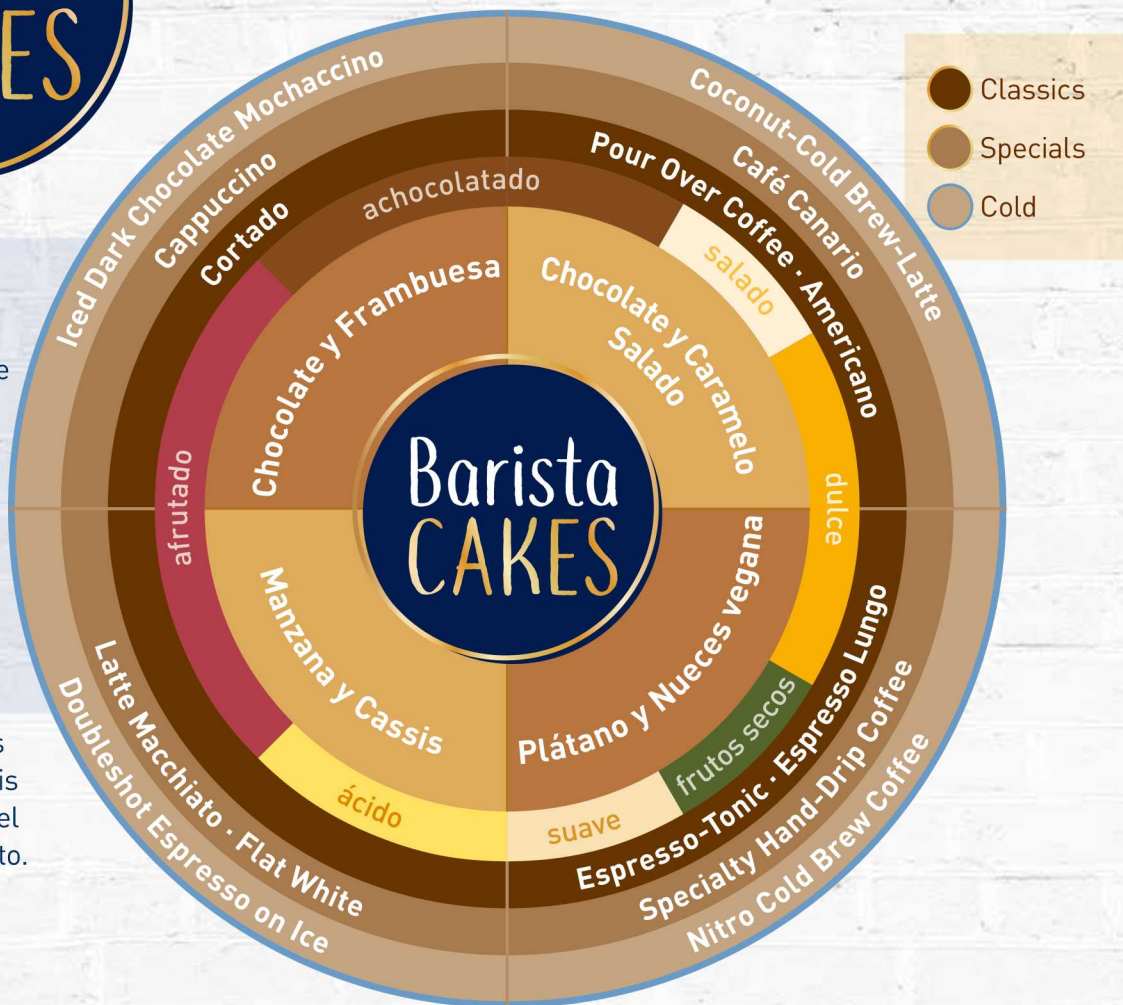 ES
Classics
Specials
Cold
Iced Dark Chocolate Mochaccino
Cappuccino
Cortado
achocolatado
Chocolate y Frambuesa
afrutado
Coconut-Cold Brew-Latte
Café Canario
Pour Over Coffee · Americano
salado
Chocolate y Caramelo
Salado
dulce
Barista
CAKES
Manzana y Cassis
ácido
Latte Macchiato · Flat White
Doubleshot Espresso on Ice
Plátano y Nueces vegana
frutos secos
suave
Espresso-Tonic · Espresso Lungo
Specialty Hand-Drip Coffee
Nitro Cold Brew Coffee
e
s
is
el
to.